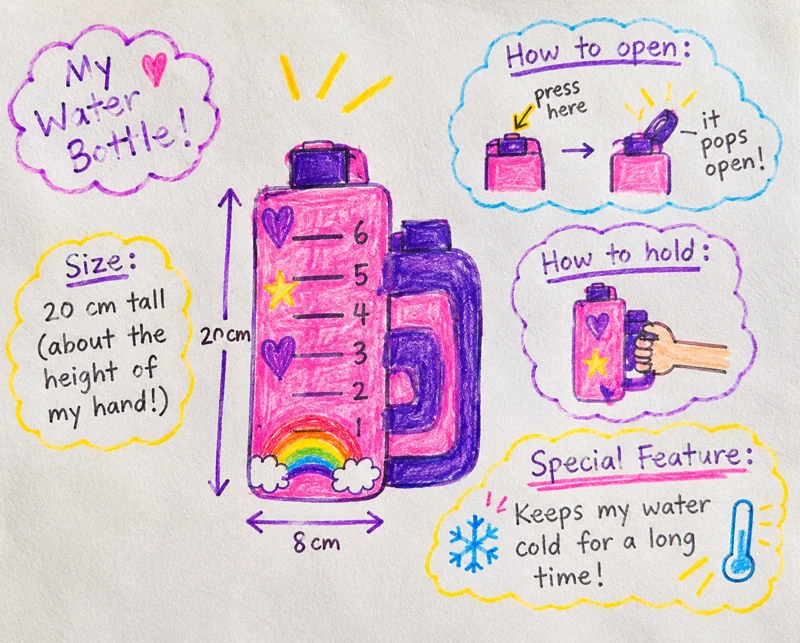 My
Water
Bottle!
Size:
20 cm tall
(about the
height of
my hand!)
20cm
6
5
4
3
2
1
8 cm
How to open:
press
here
it
pops
open!
How to hold:
Special Feature:
Keeps my water
cold for a long
time!